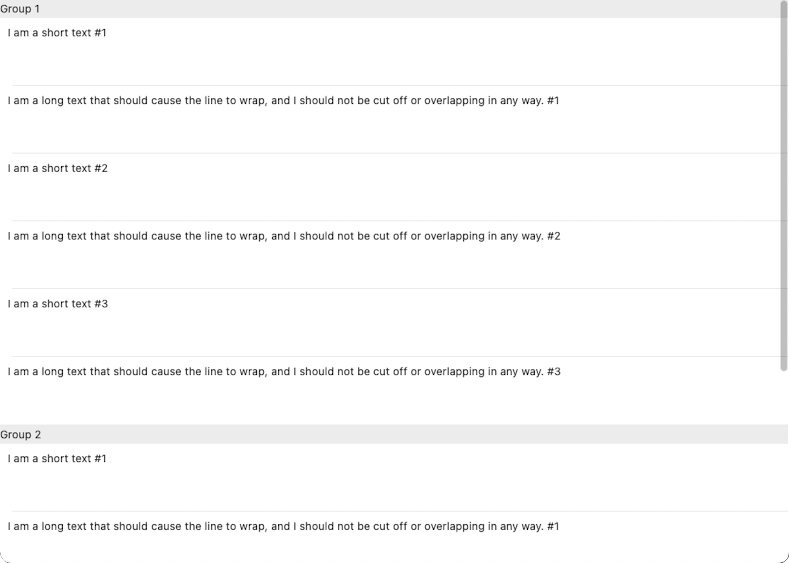 Group 1
I am a short text #1
I am a long text that should cause the line to wrap, and I should not be cut off or overlapping in any way. #1
I am a short text #2
I am a long text that should cause the line to wrap, and I should not be cut off or overlapping in any way. #2
I am a short text #3
I am a long text that should cause the line to wrap, and I should not be cut off or overlapping in any way. #3
Group 2
I am a short text #1
I am a long text that should cause the line to wrap, and I should not be cut off or overlapping in any way. #1